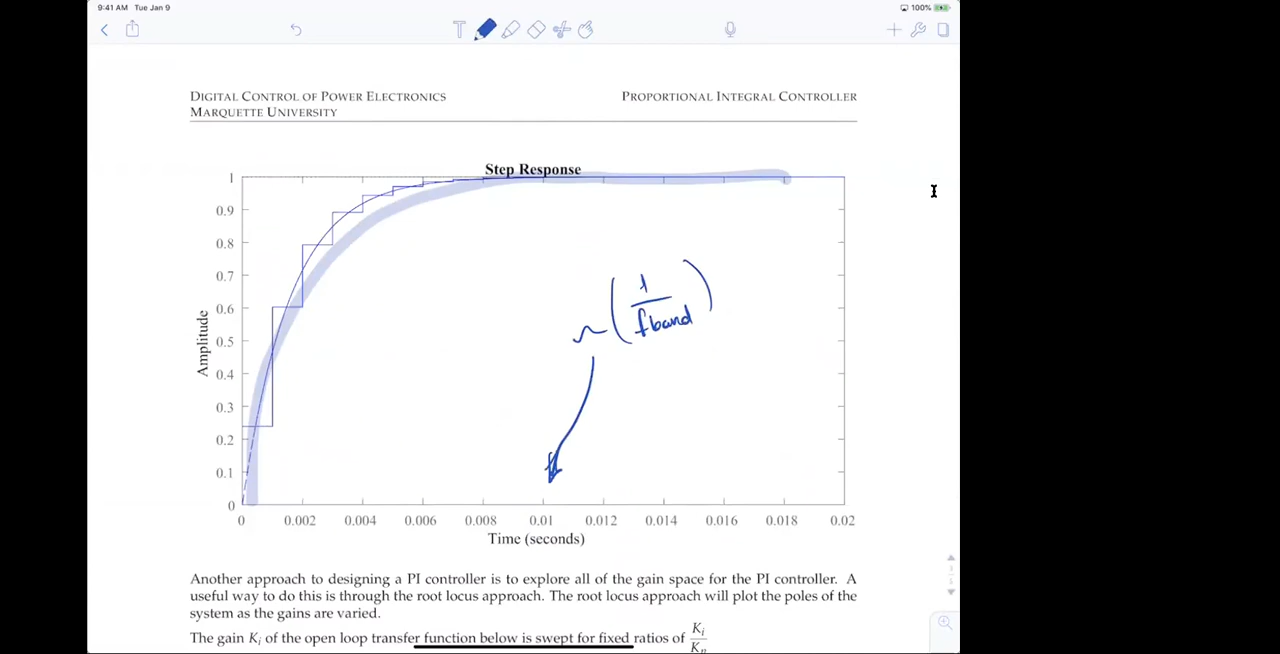 9:41 AM Tue Jan 9
100%
T
DIGITAL CONTROL OF POWER ELECTRONICS
PROPORTIONAL INTEGRAL CONTROLLER
MARQUETTE UNIVERSITY
Step Response
1
0.9
0.8
0.7
0.6
0.5
0.4
0.3
0.2
0.1
0
Amplitude
~ ( 1 / fband )
0 0.002 0.004 0.006 0.008 0.01 0.012 0.014 0.016 0.018 0.02
Time (seconds)
Another approach to designing a PI controller is to explore all of the gain space for the PI controller. A
useful way to do this is through the root locus approach. The root locus approach will plot the poles of the
system as the gains are varied.
The gain Ki of the open loop transfer function below is swept for fixed ratios of Ki/Kp